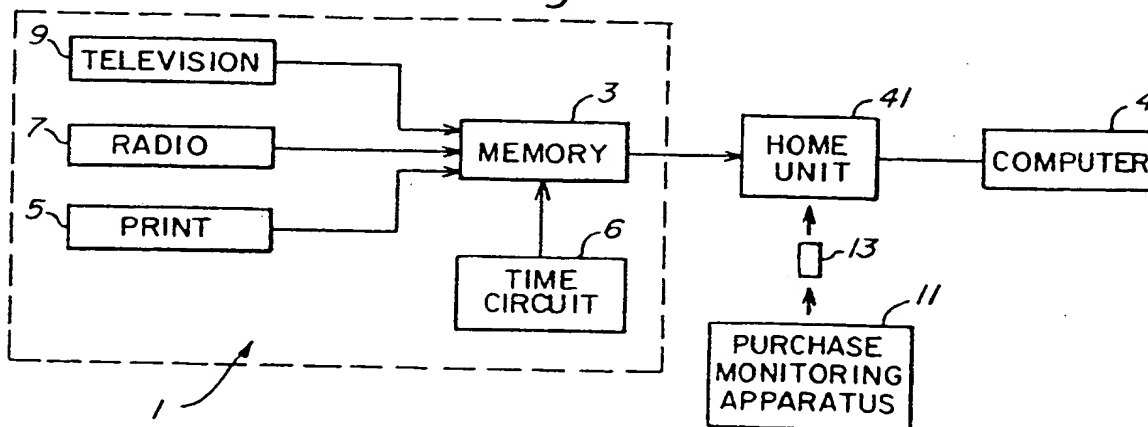 9
TELEVISION
7
RADIO
5
PRINT
3
MEMORY
6
TIME
CIRCUIT
1
41
HOME
UNIT
13
11
PURCHASE
MONITORING
APPARATUS
COMPUTER